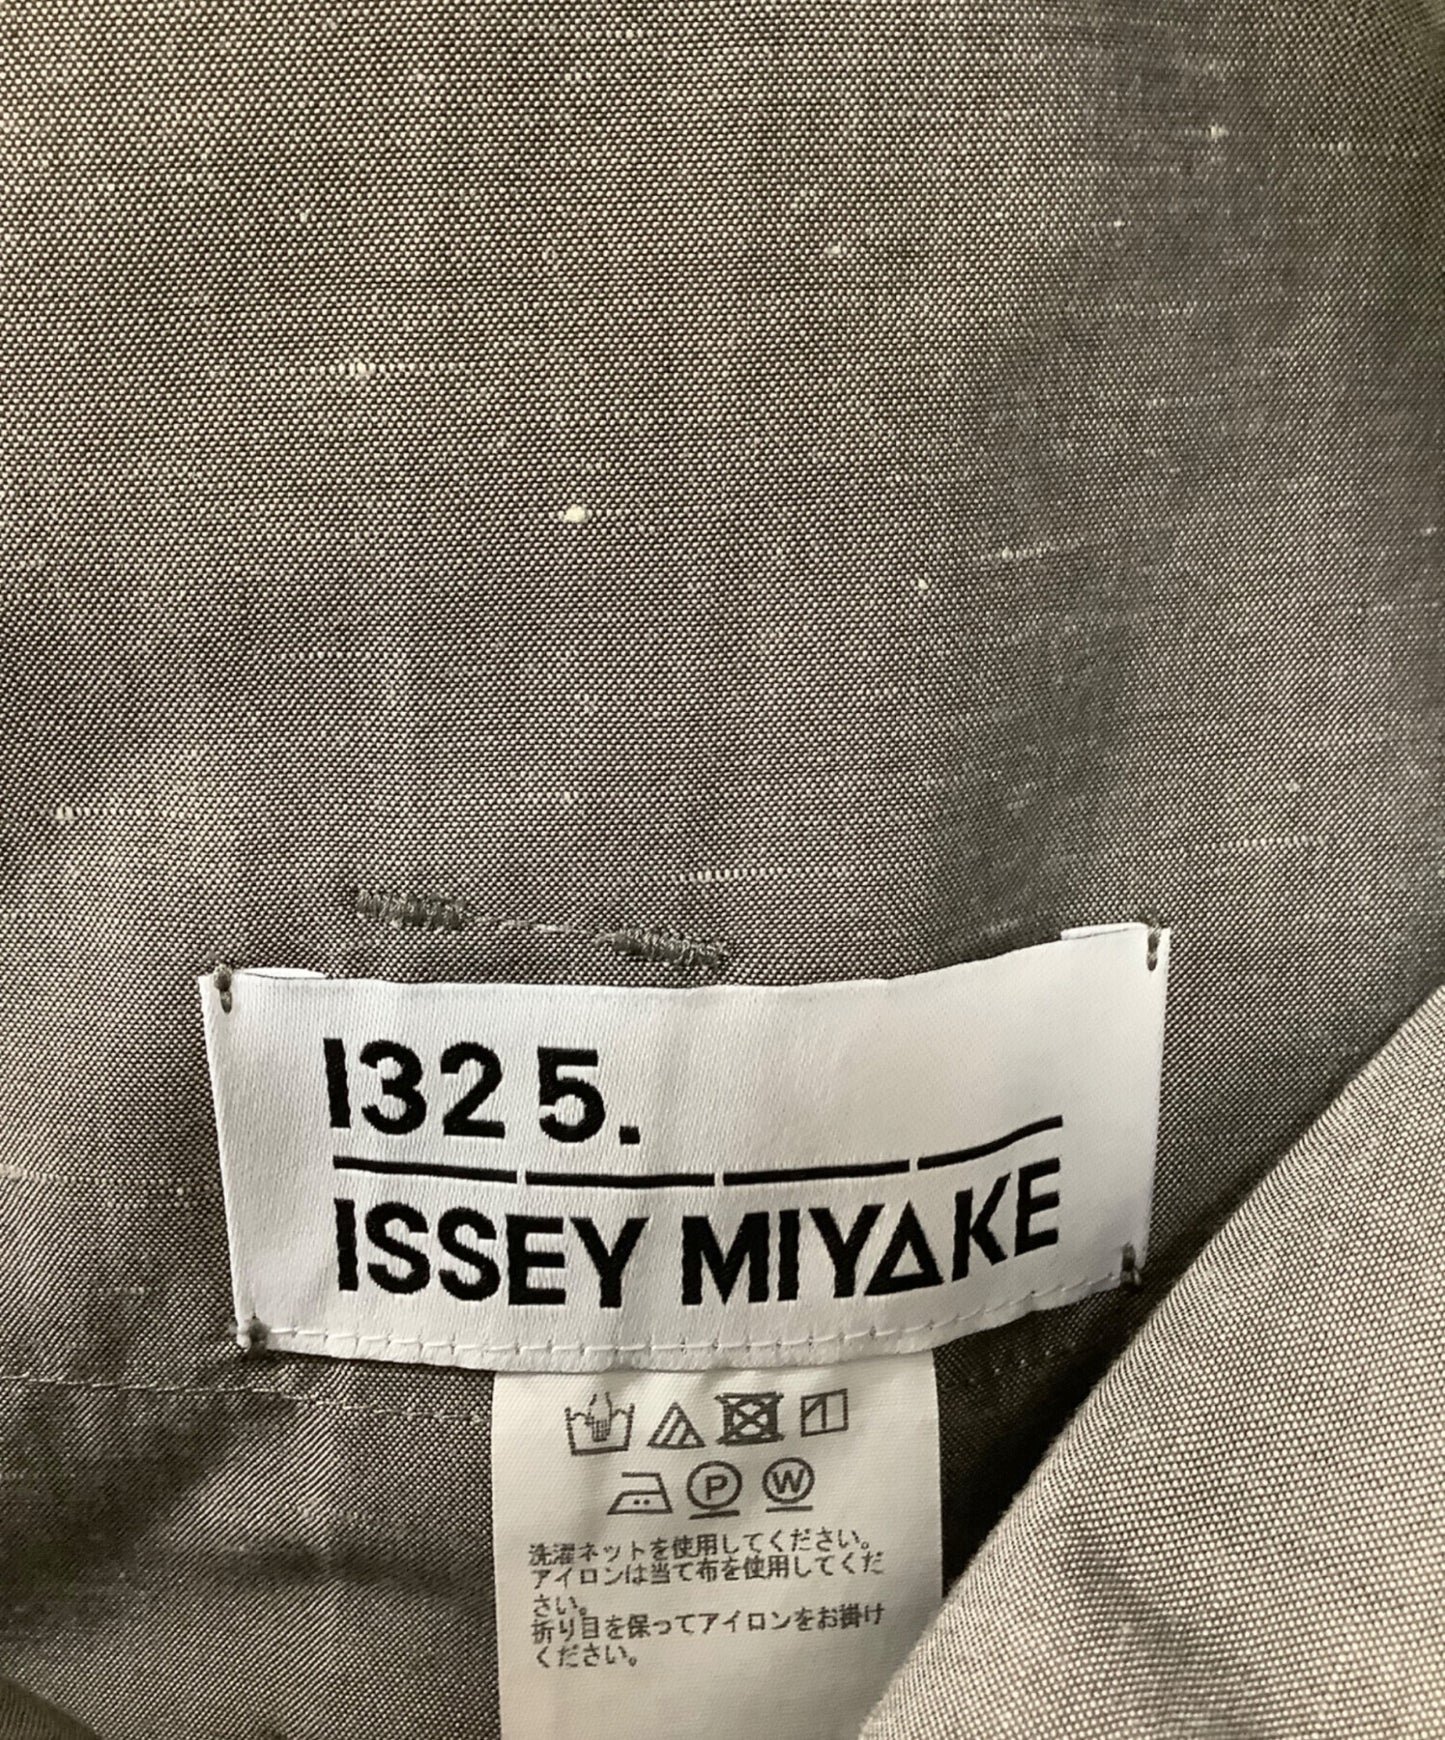 132 5.
ISSEY MIYAKE
P W
洗濯ネットを使用してください。
アイロンは当て布を使用してくだ
さい。
折り目を保ってアイロンをお掛け
ください。